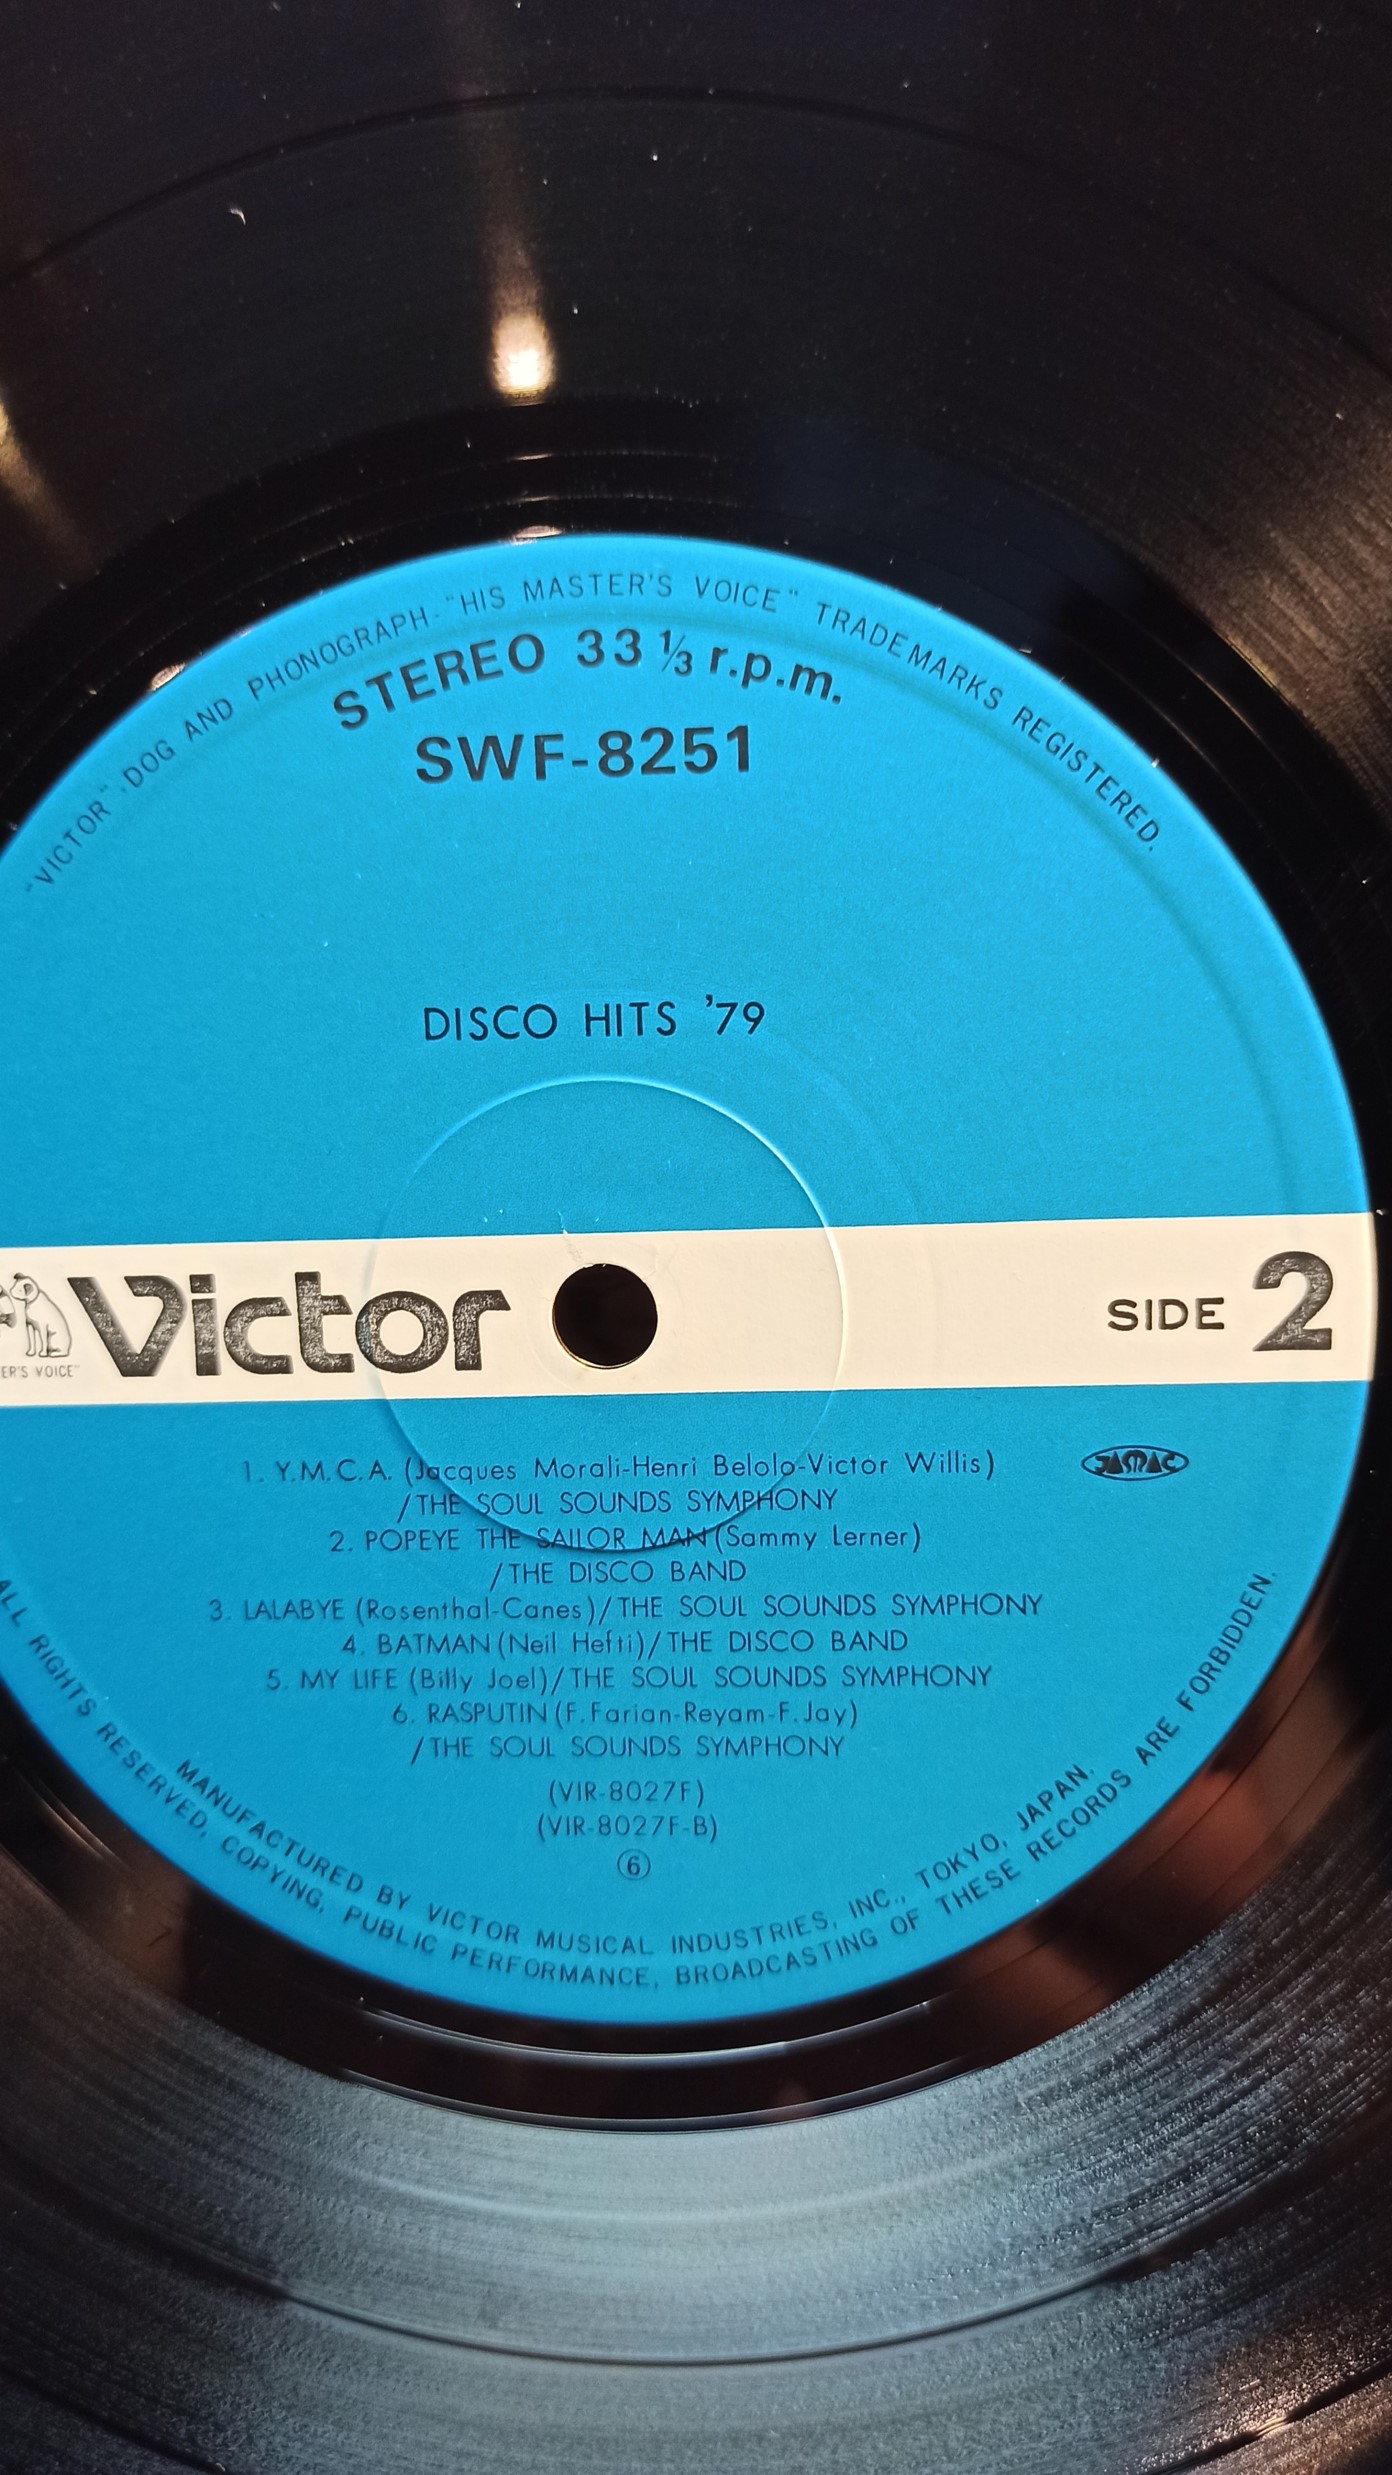 "VICTOR", DOG AND PHONOGRAPH-"HIS MASTER'S VOICE" TRADEMARKS REGISTERED.
STEREO 33 1/3 r.p.m.
SWF-8251
DISCO HITS '79
Victor
ER'S VOICE"
SIDE 2
1. Y.M.C.A. (Jacques Morali-Henri Belolo-Victor Willis)
/THE SOUL SOUNDS SYMPHONY
JASRAC
2. POPEYE THE SAILOR MAN (Sammy Lerner)
/THE DISCO BAND
3. LALABYE (Rosenthal-Canes)/THE SOUL SOUNDS SYMPHONY
4. BATMAN (Neil Hefti)/THE DISCO BAND
5. MY LIFE (Billy Joel)/THE SOUL SOUNDS SYMPHONY
6. RASPUTIN (F.Farian-Reyam-F.Jay)
/THE SOUL SOUNDS SYMPHONY
(VIR-8027F)
(VIR-8027F-B)
⑥
MANUFACTURED BY VICTOR MUSICAL INDUSTRIES, INC., TOKYO, JAPAN.
ALL RIGHTS RESERVED, COPYING, PUBLIC PERFORMANCE, BROADCASTING OF THESE RECORDS ARE FORBIDDEN.